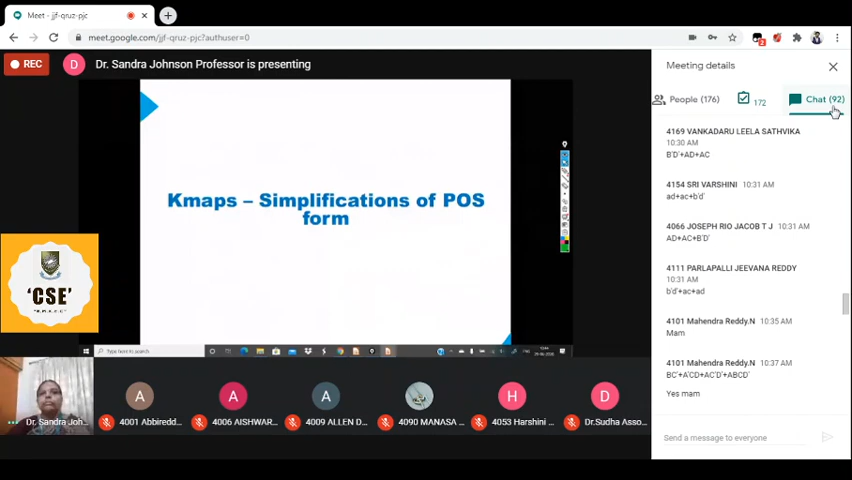 Meet - jjf-qruz-pjc
meet.google.com/jjf-qruz-pjc?authuser=0
REC
D
Dr. Sandra Johnson Professor is presenting
Kmaps – Simplifications of POS
form
'CSE'
Type here to search
Dr. Sandra Joh...
A
4001 Abbiredd...
A
4006 AISHWAR...
A
4009 ALLEN D...
4090 MANASA ...
H
4053 Harshini ...
D
Dr.Sudha Asso...
Meeting details
People (176)
172
Chat (92)
4169 VANKADARU LEELA SATHVIKA
10:30 AM
B'D'+AD+AC
4154 SRI VARSHINI 10:31 AM
ad+ac+b'd'
4066 JOSEPH RIO JACOB T J 10:31 AM
AD+AC+B'D'
4111 PARLAPALLI JEEVANA REDDY
10:31 AM
b'd'+ac+ad
4101 Mahendra Reddy.N 10:35 AM
Mam
4101 Mahendra Reddy.N 10:37 AM
BC'+A'CD+AC'D'+ABCD'
Yes mam
Send a message to everyone